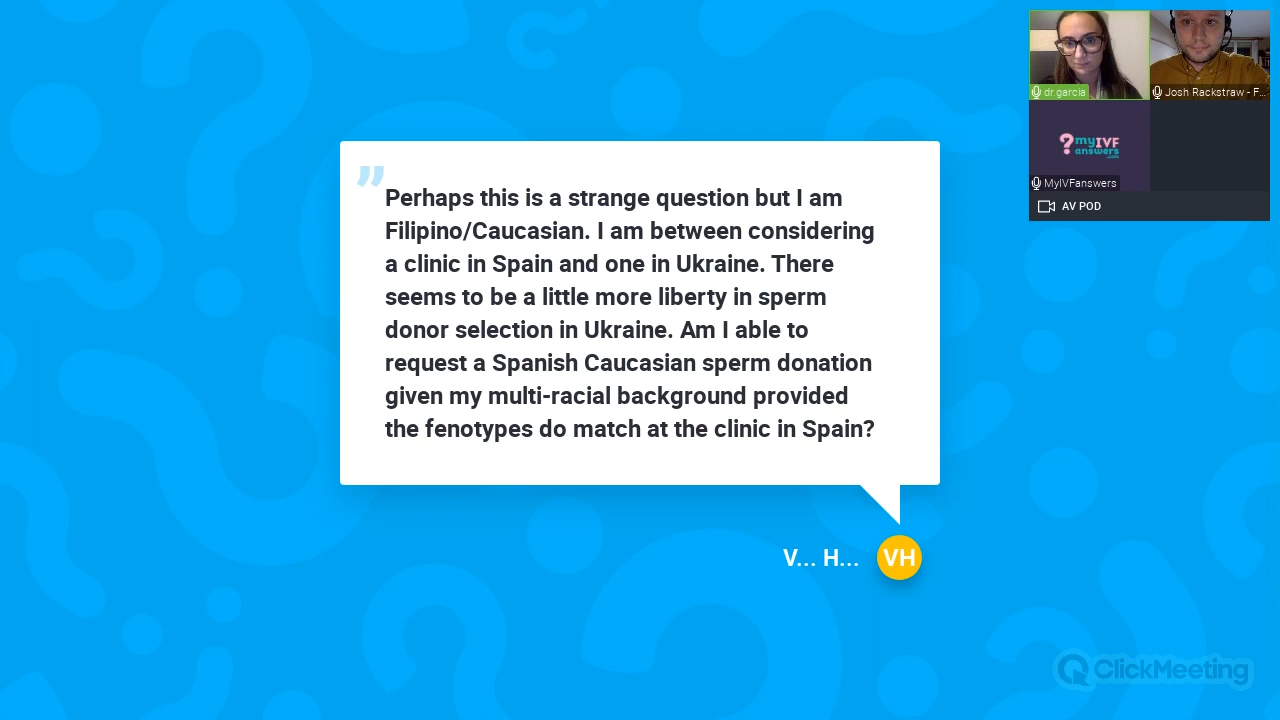 ”
Perhaps this is a strange question but I am
Filipino/Caucasian. I am between considering
a clinic in Spain and one in Ukraine. There
seems to be a little more liberty in sperm
donor selection in Ukraine. Am I able to
request a Spanish Caucasian sperm donation
given my multi-racial background provided
the fenotypes do match at the clinic in Spain?
V... H...
VH
dr garcia
Josh Rackstraw - F...
?myIVF
answers
.com
MyIVFanswers
AV POD
ClickMeeting